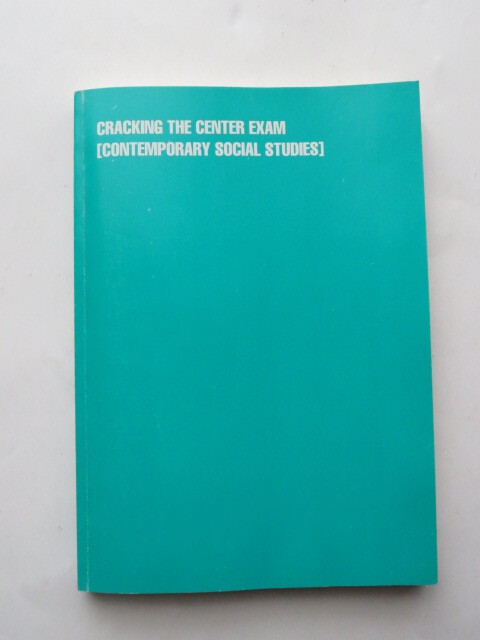 CRACKING THE CENTER EXAM
[CONTEMPORARY SOCIAL STUDIES]